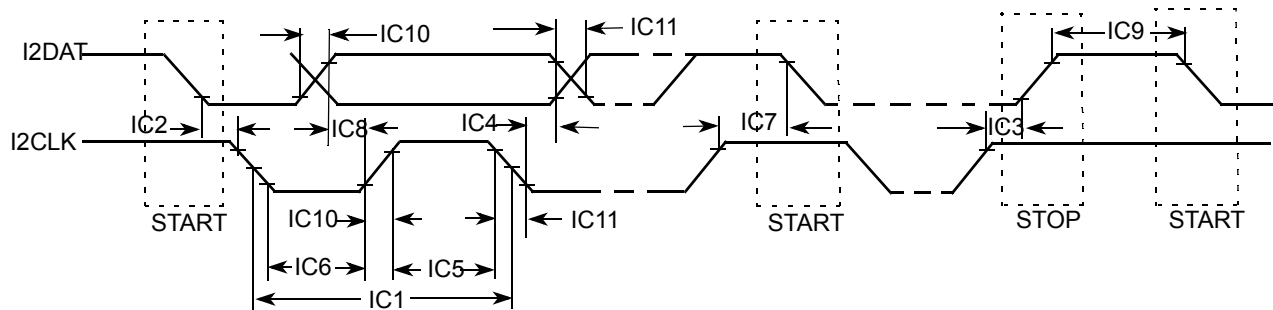 IC10
IC11
IC9
I2DAT
IC2
IC8
IC4
IC7
IC3
I2CLK
START
IC10
IC11
START
STOP
START
IC6
IC5
IC1